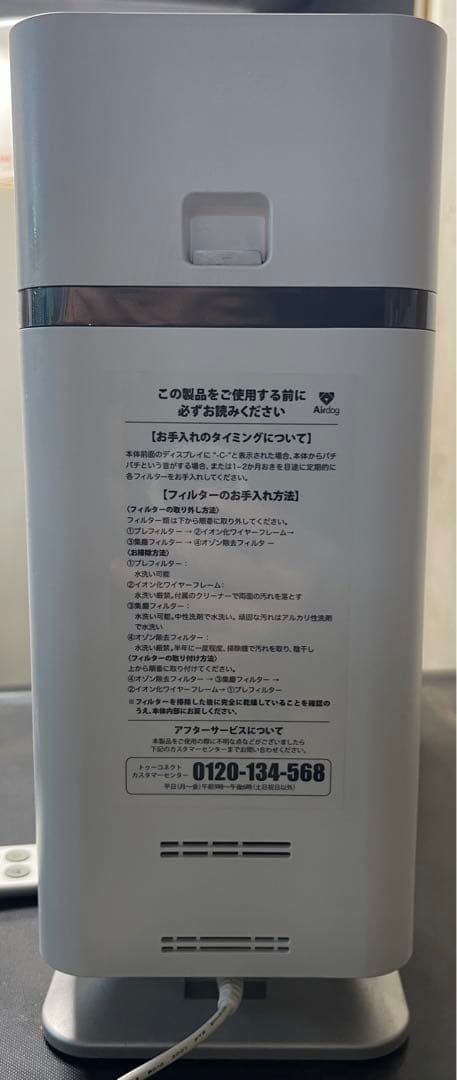 この製品をご使用する前に
必ずお読みください
Airdog
【お手入れのタイミングについて】
本体前面のディスプレイに “-C-”と表示された場合、本体からパチ
パチという音がする場合、または1~2か月おきを目途に定期的に
各フィルターをお手入れしてください。
【フィルターのお手入れ方法】
〈フィルターの取り外し方法〉
フィルター類は下から順番に取り外してください。
①プレフィルター → ②イオン化ワイヤーフレーム→
③集塵フィルター → ④オゾン除去フィルター
〈お掃除方法〉
①プレフィルター：
水洗い可能
②イオン化ワイヤーフレーム：
水洗い厳禁。付属のクリーナーで両面の汚れを落とす
③集塵フィルター：
水洗い可能。中性洗剤で水洗い。頑固な汚れはアルカリ性洗剤
で水洗い
④オゾン除去フィルター：
水洗い厳禁。半年に一度程度、掃除機で汚れを取り、陰干し
〈フィルターの取り付け方法〉
上から順番に取り付けてください。
④オゾン除去フィルター → ③集塵フィルター →
②イオン化ワイヤーフレーム→ ①プレフィルター
※フィルターを掃除した後に完全に乾燥していることを確認の
うえ、本体内部にお戻しください。
アフターサービスについて
本製品をご使用の際に不明な点などがございましたら
下記のカスタマーセンターまでお問い合わせください。
トゥーコネクト
カスタマーセンター 0120-134-568
平日(月~金)午前9時~午後6時(土日祝日以外)